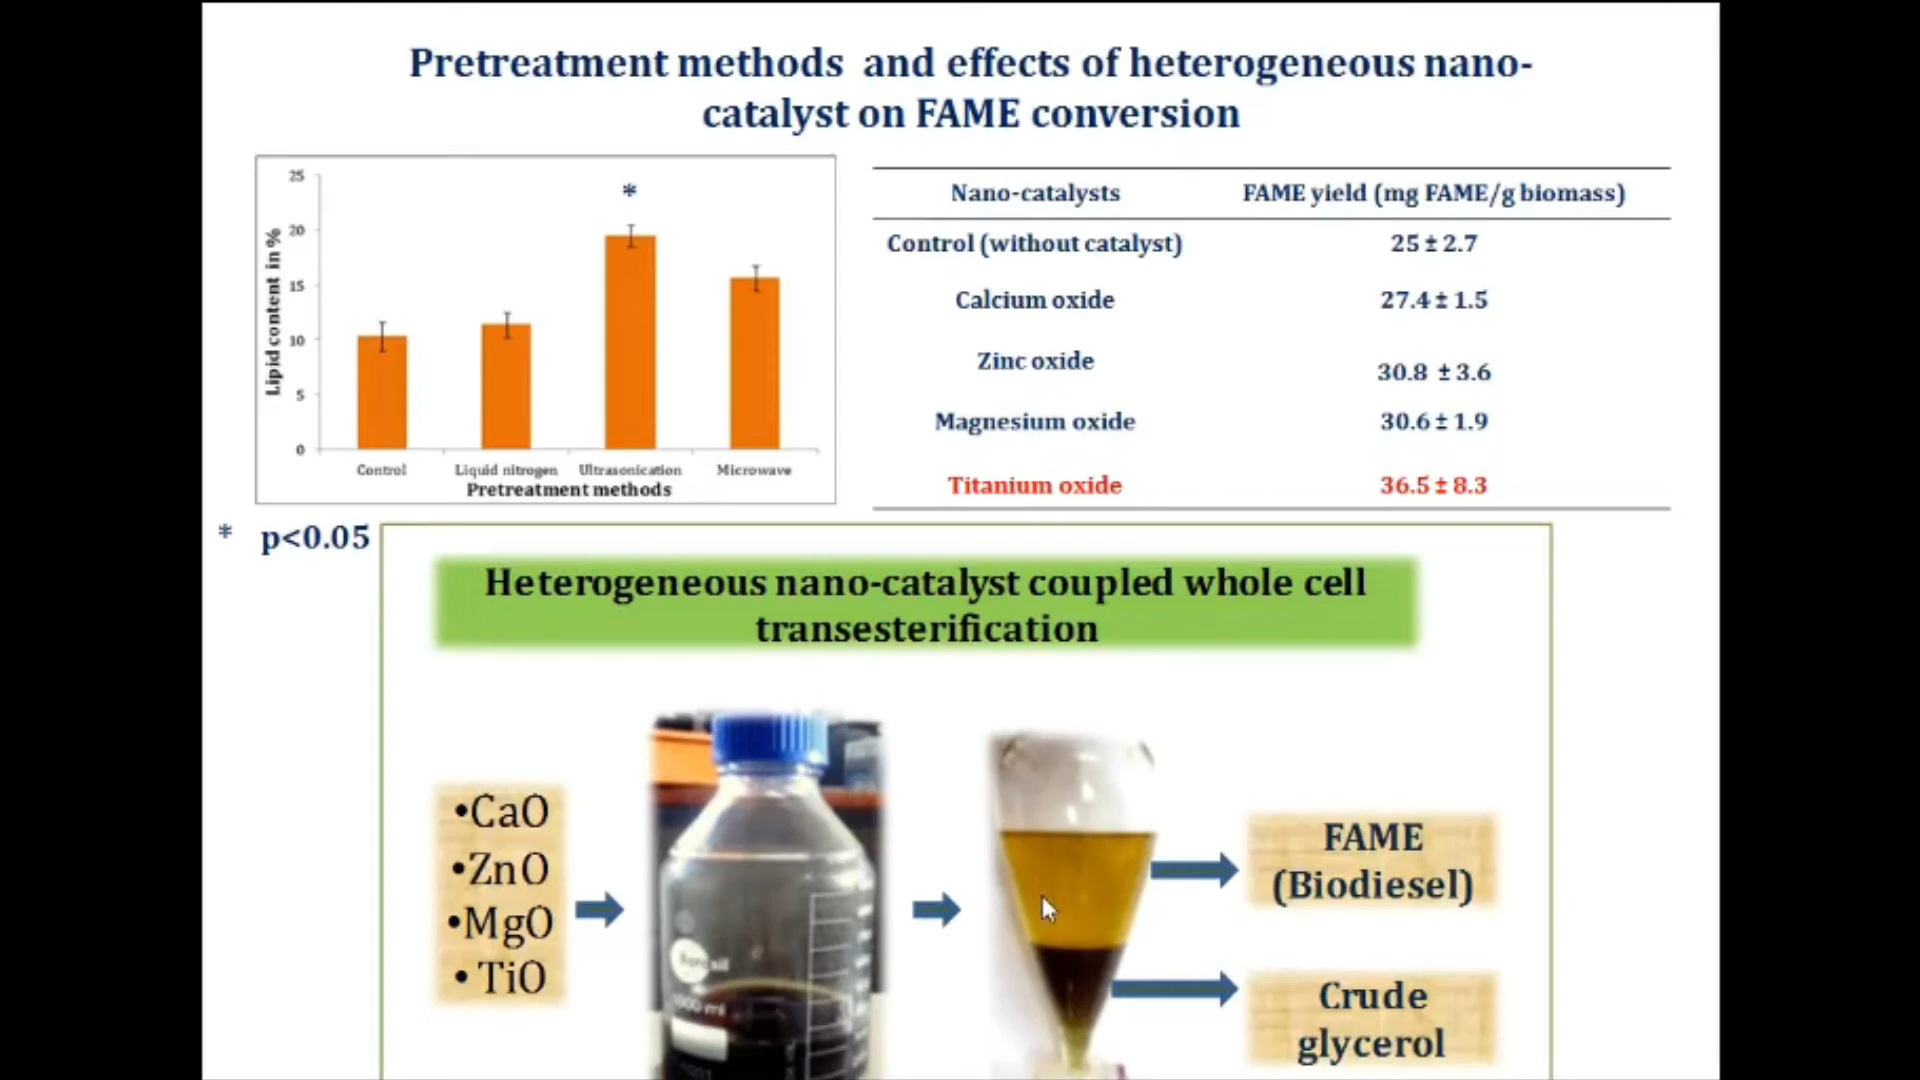 Pretreatment methods and effects of heterogeneous nano-
catalyst on FAME conversion
25
20
15
10
5
0
Lipid content in %
*
Control Liquid nitrogen Ultrasonication Microwave
Pretreatment methods
* p<0.05
Nano-catalysts FAME yield (mg FAME/g biomass)
Control (without catalyst) 25 ± 2.7
Calcium oxide 27.4 ± 1.5
Zinc oxide 30.8 ± 3.6
Magnesium oxide 30.6 ± 1.9
Titanium oxide 36.5 ± 8.3
Heterogeneous nano-catalyst coupled whole cell
transesterification
•CaO
•ZnO
•MgO
• TiO
FAME
(Biodiesel)
Crude
glycerol